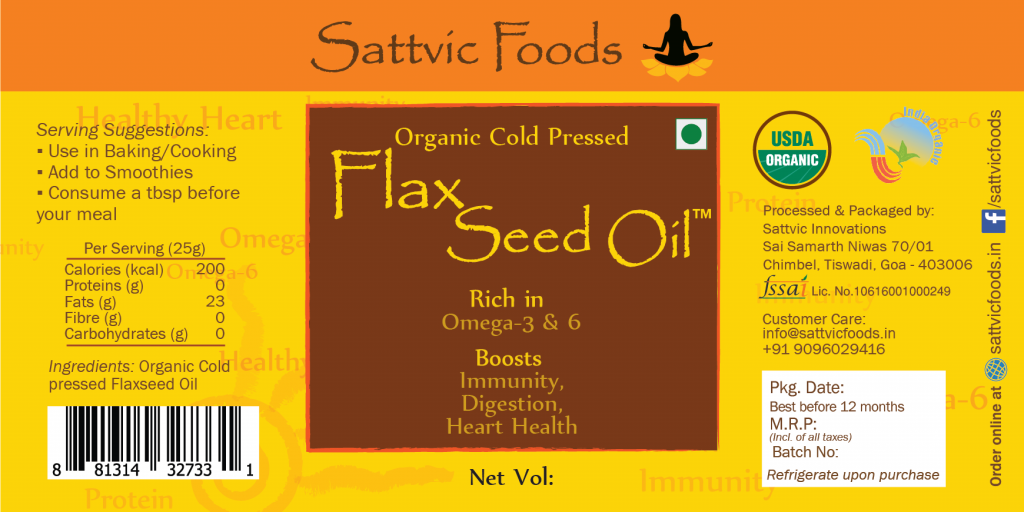 Sattvic Foods
Healthy Heart
Immunity
Serving Suggestions:
▪ Use in Baking/Cooking
▪ Add to Smoothies
▪ Consume a tbsp before
your meal
Per Serving (25g)
Calories (kcal) 200
Proteins (g) 0
Fats (g) 23
Fibre (g) 0
Carbohydrates (g) 0
Ingredients: Organic Cold
pressed Flaxseed Oil
8 81314 32733 1
nity
Omega
Omega-6
Healthy
Protein
Organic Cold Pressed
Flax
Seed Oil™
Rich in
Omega-3 & 6
Boosts
Immunity,
Digestion,
Heart Health
Net Vol:
Immunity
USDA
ORGANIC
India Organic
ga-6
Protein
Processed & Packaged by:
Sattvic Innovations
Sai Samarth Niwas 70/01
Chimbel, Tiswadi, Goa - 403006
fssai Lic. No.10616001000249
Immunity
Customer Care:
info@sattvicfoods.in
+91 9096029416
Pkg. Date:
Best before 12 months
M.R.P:
(Incl. of all taxes)
Batch No:
Refrigerate upon purchase
a-6
Order online at sattvicfoods.in f/sattvicfoods